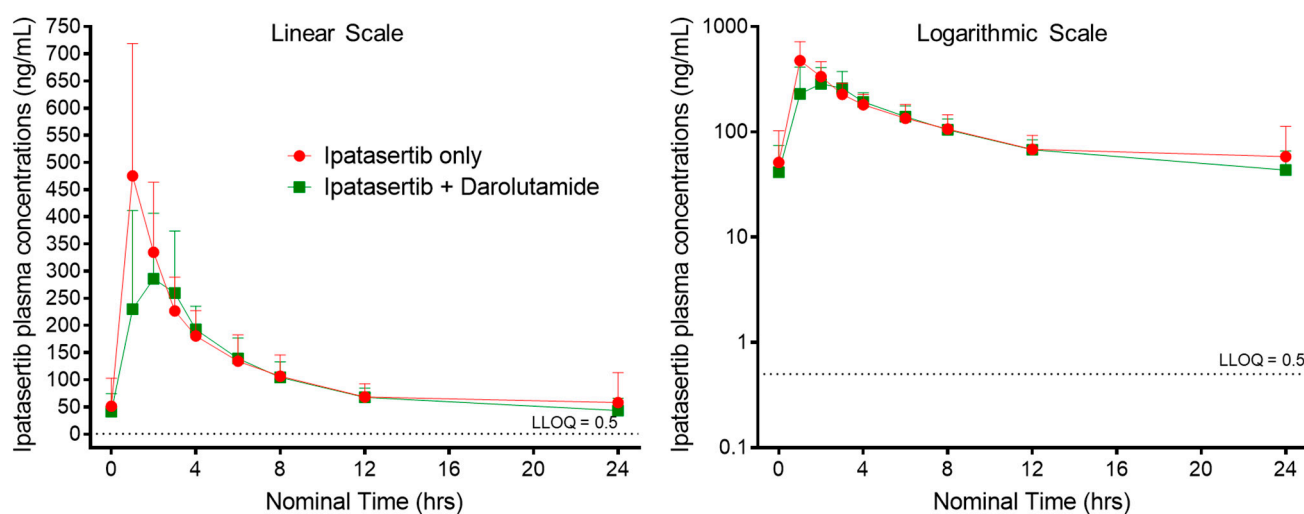 Linear Scale
Ipatasertib plasma concentrations (ng/mL)
750
700
650
600
550
500
450
400
350
300
250
200
150
100
50
0
Ipatasertib only
Ipatasertib + Darolutamide
LLOQ = 0.5
0 4 8 12 16 20 24
Nominal Time (hrs)
Logarithmic Scale
Ipatasertib plasma concentrations (ng/mL)
1000
100
10
1
0.1
LLOQ = 0.5
0 4 8 12 16 20 24
Nominal Time (hrs)